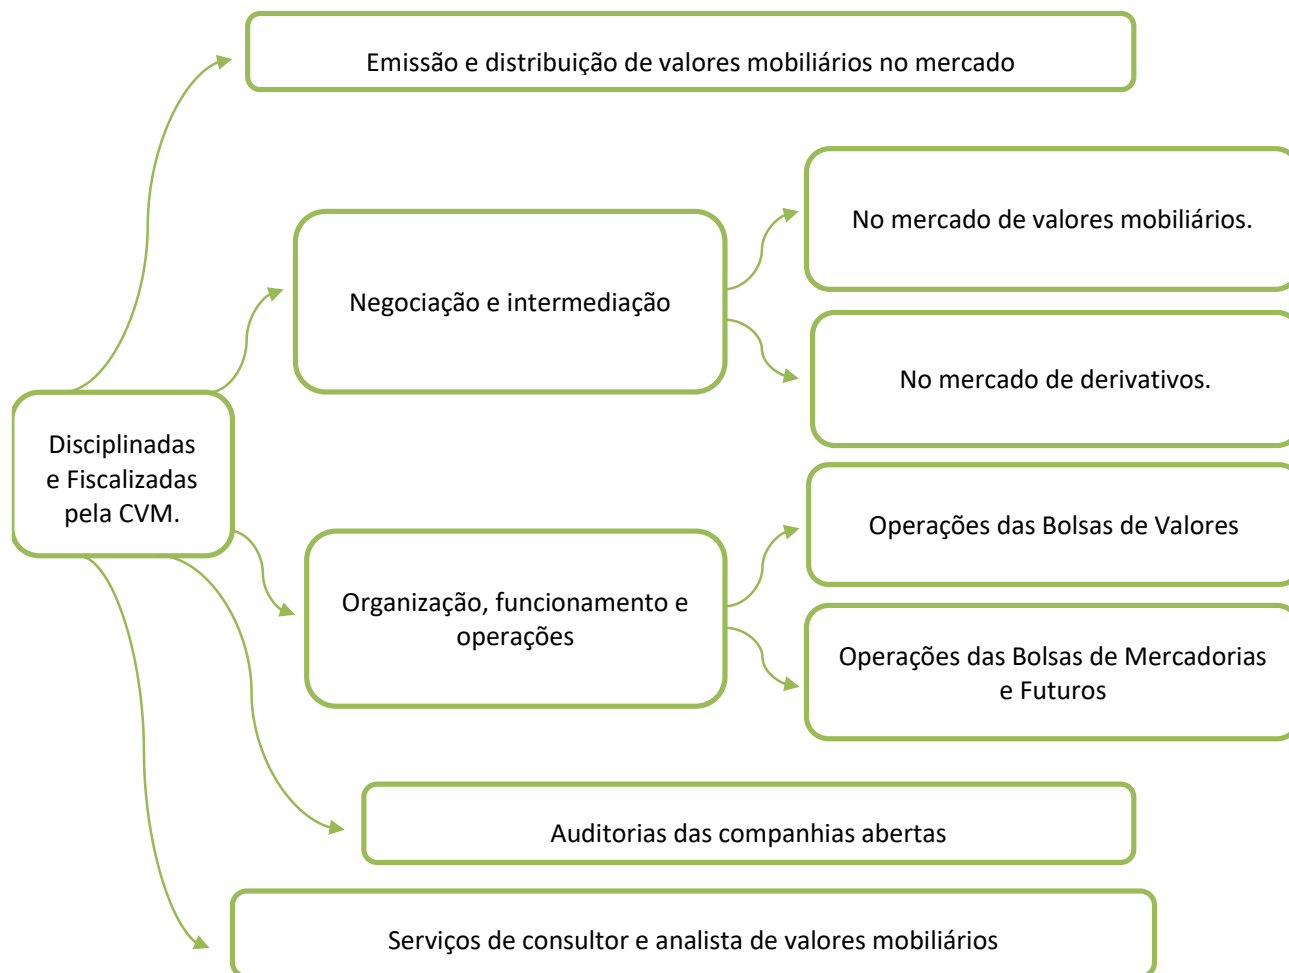 Emissão e distribuição de valores mobiliários no mercado
No mercado de valores mobiliários.
Negociação e intermediação
No mercado de derivativos.
Disciplinadas
e Fiscalizadas
pela CVM.
Operações das Bolsas de Valores
Organização, funcionamento e
operações
Operações das Bolsas de Mercadorias
e Futuros
Auditorias das companhias abertas
Serviços de consultor e analista de valores mobiliários